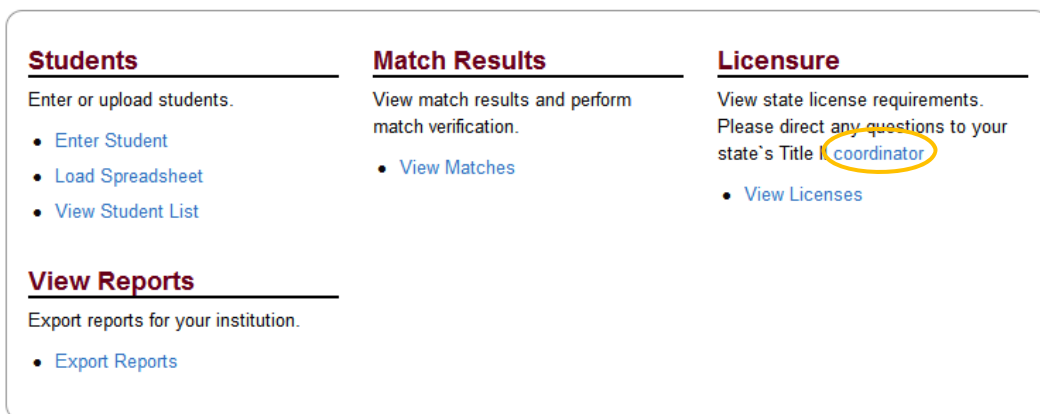 Students
Enter or upload students.
Enter Student
Load Spreadsheet
View Student List
Match Results
View match results and perform
match verification.
View Matches
Licensure
View state license requirements.
Please direct any questions to your
state`s Title II coordinator
View Licenses
View Reports
Export reports for your institution.
Export Reports